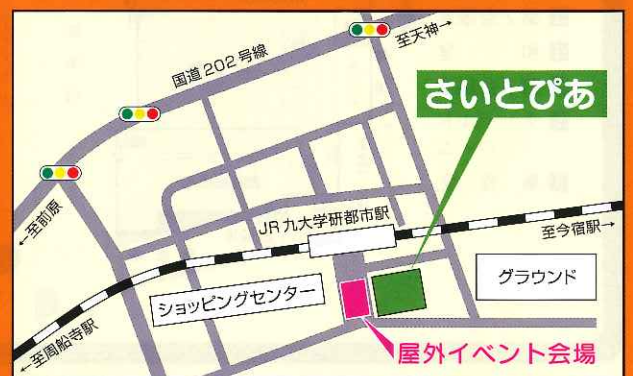 至天神→
国道202号線
さいとぴあ
←至前原
JR九大学研都市駅
至今宿駅→
グラウンド
ショッピングセンター
←至周船寺駅
屋外イベント会場